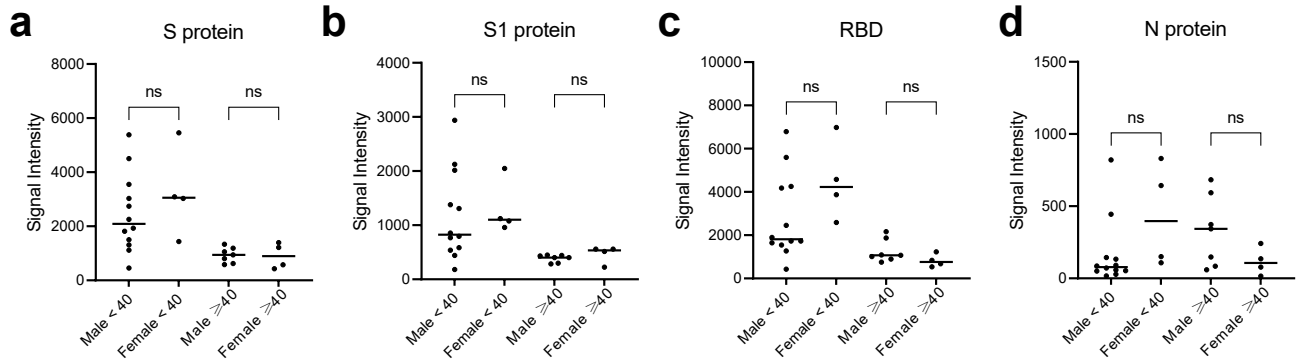 a
S protein
Signal Intensity
8000
6000
4000
2000
0
ns
ns
Male < 40
Female < 40
Male ⩾40
Female ⩾40
b
S1 protein
Signal Intensity
4000
3000
2000
1000
0
ns
ns
Male < 40
Female < 40
Male ⩾40
Female ⩾40
c
RBD
Signal Intensity
10000
8000
6000
4000
2000
0
ns
ns
Male < 40
Female < 40
Male ⩾40
Female ⩾40
d
N protein
Signal Intensity
1500
1000
500
0
ns
ns
Male < 40
Female < 40
Male ⩾40
Female ⩾40